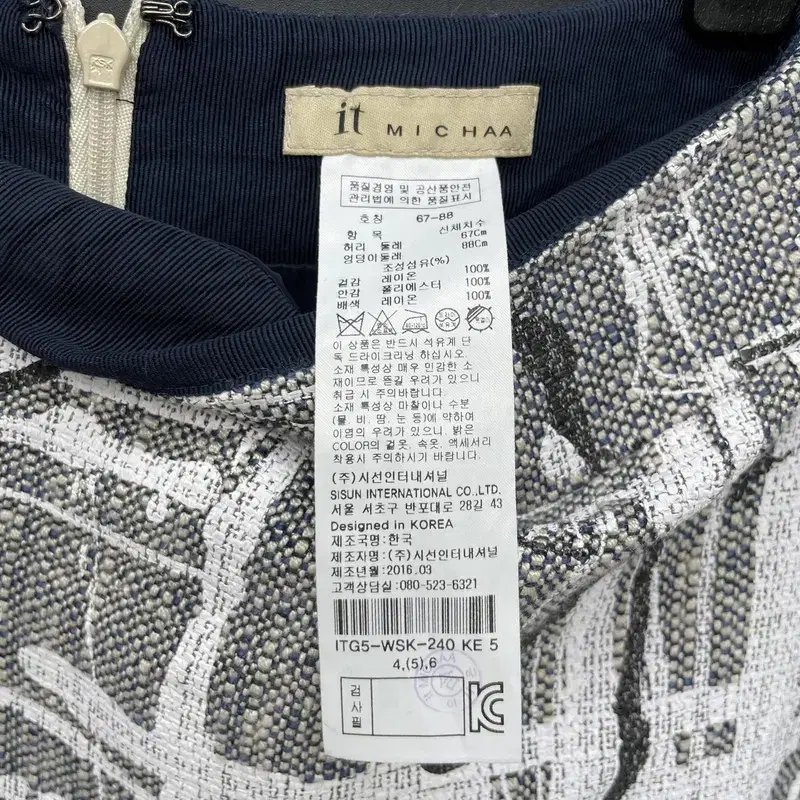 KSK
it MICHAA
품질경영 및 공산품안전
관리법에 의한 품질표시
호칭 67-88
항 목 신체치수
허리 둘레 67Cm
엉덩이둘레 88Cm
조성섬유(%)
겉감 레이온 100%
안감 폴리에스터 100%
배색 레이온 100%
이 상품은 반드시 석유계 단
독 드라이크리닝 하십시오.
소재 특성상 매우 민감한 소
재이므로 뜯길 우려가 있으니
취급 시 주의바랍니다.
소재 특성상 마찰이나 수분
(물, 비, 땀, 눈 등)에 약하여
이염의 우려가 있으니, 밝은
COLOR의 겉옷, 속옷, 액세서리
착용시 주의하시기 바랍니다.
(주)시선인터내셔널
SISUN INTERNATIONAL CO.,LTD.
서울 서초구 반포대로 28길 43
Designed in KOREA
제조국명:한국
제조자명:(주)시선인터내셔널
제조년월:2016.03
고객상담실:080-523-6321
ITG5-WSK-240 KE 5
4,(5),6
검사필